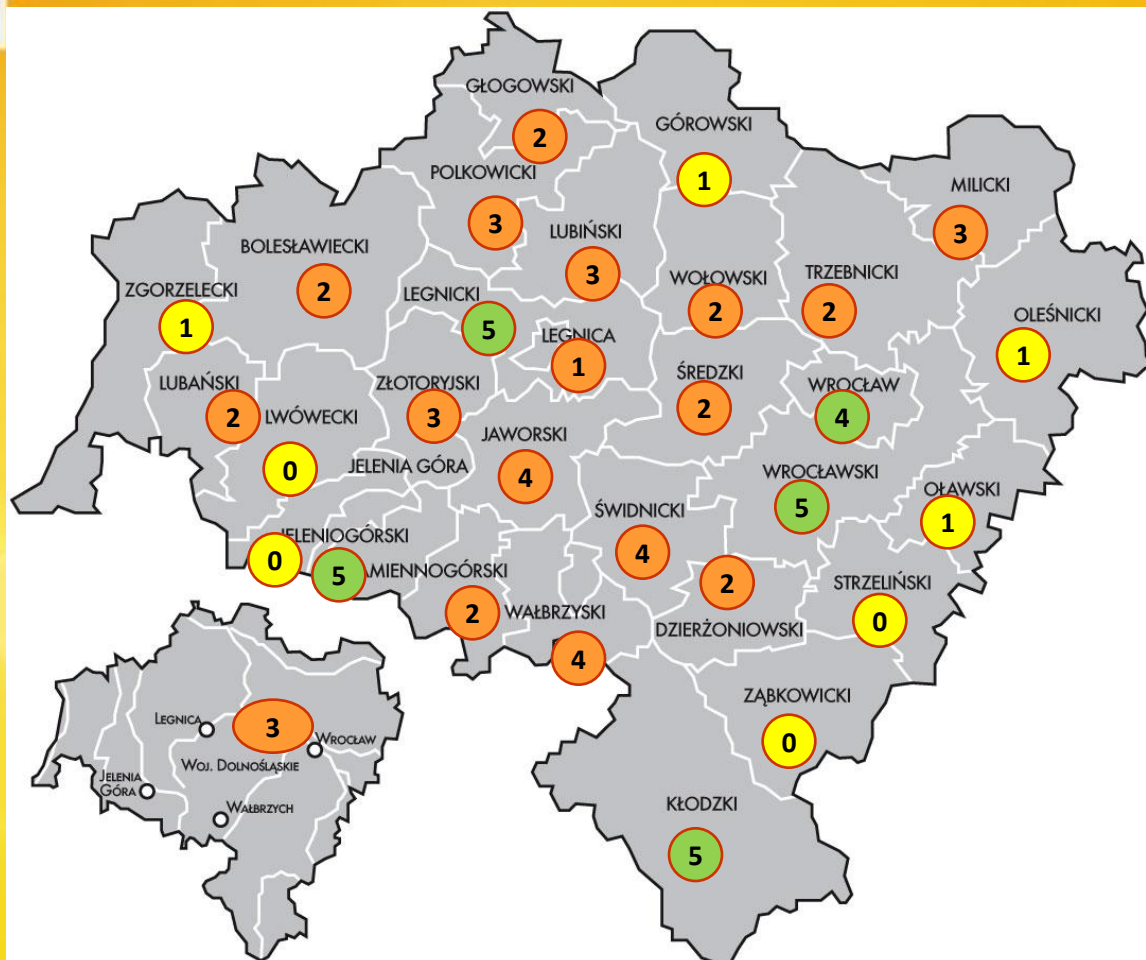 GŁOGOWSKI
2
GÓROWSKI
1
POLKOWICKI
3
MILICKI
3
LUBIŃSKI
3
BOLESŁAWIECKI
2
ZGORZELECKI
1
LEGNICKI
5
WOŁOWSKI
2
TRZEBNICKI
2
OLEŚNICKI
1
LEGNICA
1
LUBAŃSKI
2
LWÓWECKI
0
ZŁOTORYJSKI
3
ŚREDZKI
2
WROCŁAW
4
JAWORSKI
4
JELENIA GÓRA
WROCŁAWSKI
5
OŁAWSKI
1
ŚWIDNICKI
4
JELENIOGÓRSKI
0
5
MIENNOGÓRSKI
2
WAŁBRZYSKI
4
2
DZIERŻONIOWSKI
STRZELIŃSKI
0
ZĄBKOWICKI
0
KŁODZKI
5
3
LEGNICA
WROCŁAW
WOJ. DOLNOŚLĄSKIE
JELENIA
GÓRA
WAŁBRZYCH